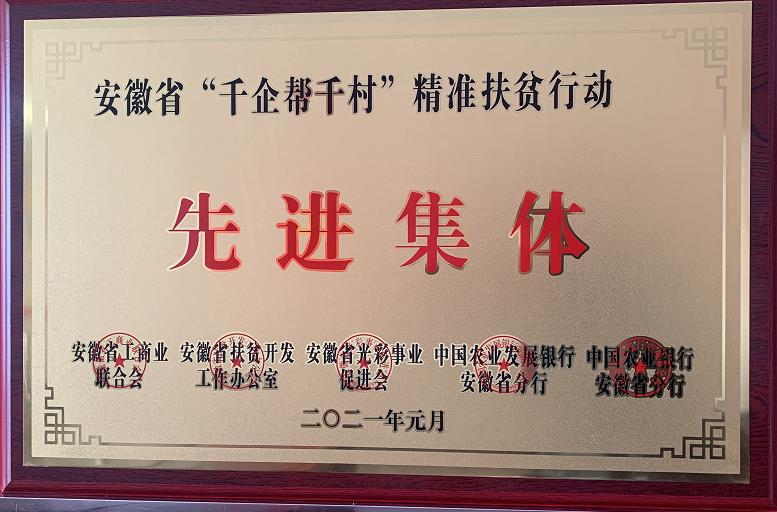 安徽省“千企帮千村”精准扶贫行动
先进集体
安徽省工商业 安徽省扶贫开发 安徽省光彩事业 中国农业发展银行 中国农业银行
联合会 工作办公室 促进会 安徽省分行 安徽省分行
二〇二一年元月